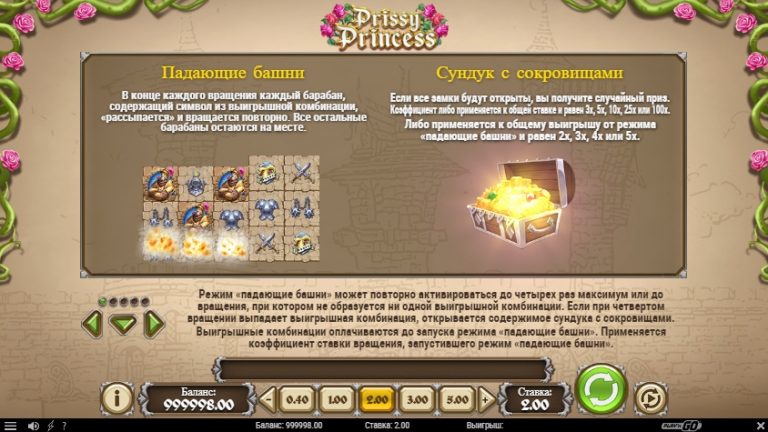 Prissy
Princess
Падающие башни
В конце каждого вращения каждый барабан,
содержащий символ из выигрышной комбинации,
«рассыпается» и вращается повторно. Все остальные
барабаны остаются на месте.
Сундук с сокровищами
Если все замки будут открыты, вы получите случайный приз.
Коэффициент либо применяется к общей ставке и равен 3x, 5x, 10x, 25x или 100x.
Либо применяется к общему выигрышу от режима
«падающие башни» и равен 2x, 3x, 4x или 5x.
Режим «падающие башни» может повторно активироваться до четырех раз максимум или до
вращения, при котором не образуется ни одной выигрышной комбинации. Если при четвертом
вращении выпадает выигрышная комбинация, открывается содержимое сундука с сокровищами.
Выигрышные комбинации оплачиваются до запуска режима «падающие башни». Применяется
коэффициент ставки вращения, запустившего режим «падающие башни».
Баланс:
999998.00
- 0.40 1.00 2.00 3.00 5.00 +
Ставка:
2.00
? Баланс: 999998.00 Ставка: 2.00 Выигрыш: PLAY'N GO